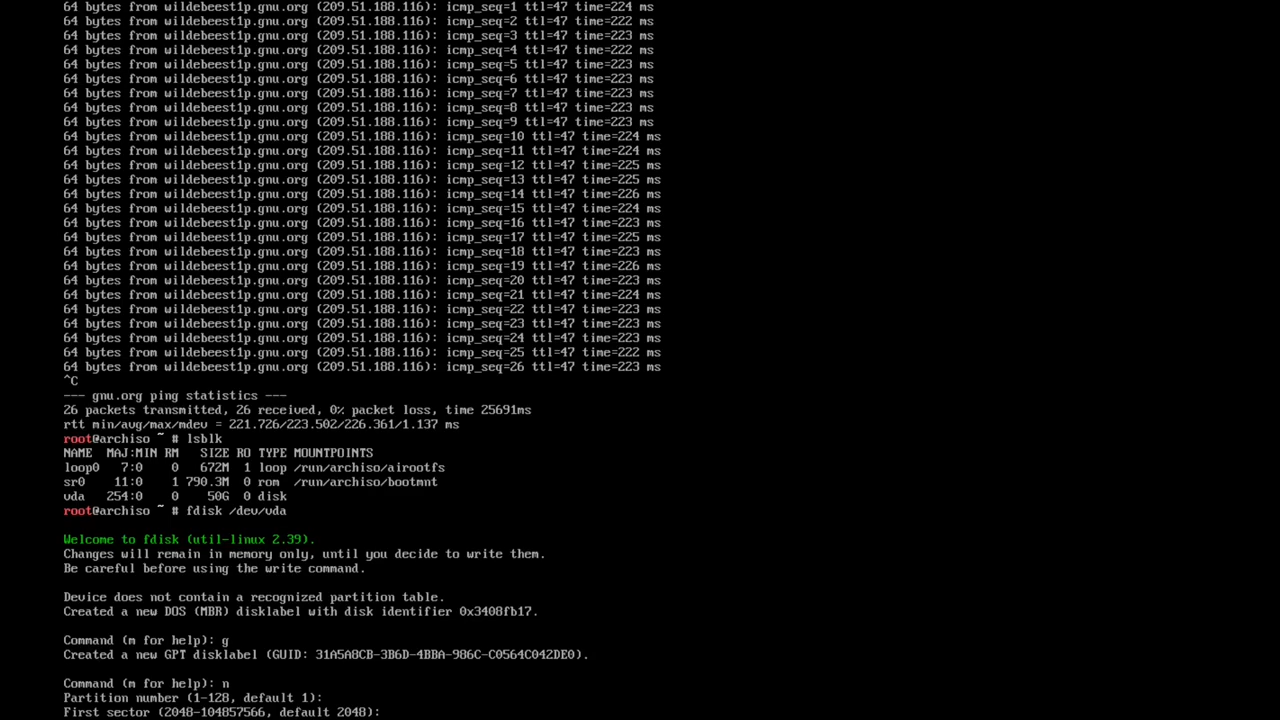 64 bytes from wildebeest1p.gnu.org (209.51.188.116): icmp_seq=1 ttl=47 time=224 ms
64 bytes from wildebeest1p.gnu.org (209.51.188.116): icmp_seq=2 ttl=47 time=222 ms
64 bytes from wildebeest1p.gnu.org (209.51.188.116): icmp_seq=3 ttl=47 time=223 ms
64 bytes from wildebeest1p.gnu.org (209.51.188.116): icmp_seq=4 ttl=47 time=222 ms
64 bytes from wildebeest1p.gnu.org (209.51.188.116): icmp_seq=5 ttl=47 time=223 ms
64 bytes from wildebeest1p.gnu.org (209.51.188.116): icmp_seq=6 ttl=47 time=223 ms
64 bytes from wildebeest1p.gnu.org (209.51.188.116): icmp_seq=7 ttl=47 time=223 ms
64 bytes from wildebeest1p.gnu.org (209.51.188.116): icmp_seq=8 ttl=47 time=223 ms
64 bytes from wildebeest1p.gnu.org (209.51.188.116): icmp_seq=9 ttl=47 time=223 ms
64 bytes from wildebeest1p.gnu.org (209.51.188.116): icmp_seq=10 ttl=47 time=224 ms
64 bytes from wildebeest1p.gnu.org (209.51.188.116): icmp_seq=11 ttl=47 time=224 ms
64 bytes from wildebeest1p.gnu.org (209.51.188.116): icmp_seq=12 ttl=47 time=225 ms
64 bytes from wildebeest1p.gnu.org (209.51.188.116): icmp_seq=13 ttl=47 time=225 ms
64 bytes from wildebeest1p.gnu.org (209.51.188.116): icmp_seq=14 ttl=47 time=226 ms
64 bytes from wildebeest1p.gnu.org (209.51.188.116): icmp_seq=15 ttl=47 time=224 ms
64 bytes from wildebeest1p.gnu.org (209.51.188.116): icmp_seq=16 ttl=47 time=223 ms
64 bytes from wildebeest1p.gnu.org (209.51.188.116): icmp_seq=17 ttl=47 time=225 ms
64 bytes from wildebeest1p.gnu.org (209.51.188.116): icmp_seq=18 ttl=47 time=223 ms
64 bytes from wildebeest1p.gnu.org (209.51.188.116): icmp_seq=19 ttl=47 time=226 ms
64 bytes from wildebeest1p.gnu.org (209.51.188.116): icmp_seq=20 ttl=47 time=223 ms
64 bytes from wildebeest1p.gnu.org (209.51.188.116): icmp_seq=21 ttl=47 time=224 ms
64 bytes from wildebeest1p.gnu.org (209.51.188.116): icmp_seq=22 ttl=47 time=223 ms
64 bytes from wildebeest1p.gnu.org (209.51.188.116): icmp_seq=23 ttl=47 time=223 ms
64 bytes from wildebeest1p.gnu.org (209.51.188.116): icmp_seq=24 ttl=47 time=223 ms
64 bytes from wildebeest1p.gnu.org (209.51.188.116): icmp_seq=25 ttl=47 time=222 ms
64 bytes from wildebeest1p.gnu.org (209.51.188.116): icmp_seq=26 ttl=47 time=223 ms
^C
--- gnu.org ping statistics ---
26 packets transmitted, 26 received, 0% packet loss, time 25691ms
rtt min/avg/max/mdev = 221.726/223.502/226.361/1.137 ms
root@archiso ~ # lsblk
NAME  MAJ:MIN RM   SIZE RO TYPE MOUNTPOINTS
loop0   7:0    0   672M  1 loop /run/archiso/airootfs
sr0    11:0    1 790.3M  0 rom  /run/archiso/bootmnt
vda   254:0    0    50G  0 disk
root@archiso ~ # fdisk /dev/vda
Welcome to fdisk (util-linux 2.39).
Changes will remain in memory only, until you decide to write them.
Be careful before using the write command.
Device does not contain a recognized partition table.
Created a new DOS (MBR) disklabel with disk identifier 0x3408fb17.
Command (m for help): g
Created a new GPT disklabel (GUID: 31A5A8CB-3B6D-4BBA-986C-C0564C042DE0).
Command (m for help): n
Partition number (1-128, default 1):
First sector (2048-104857566, default 2048):